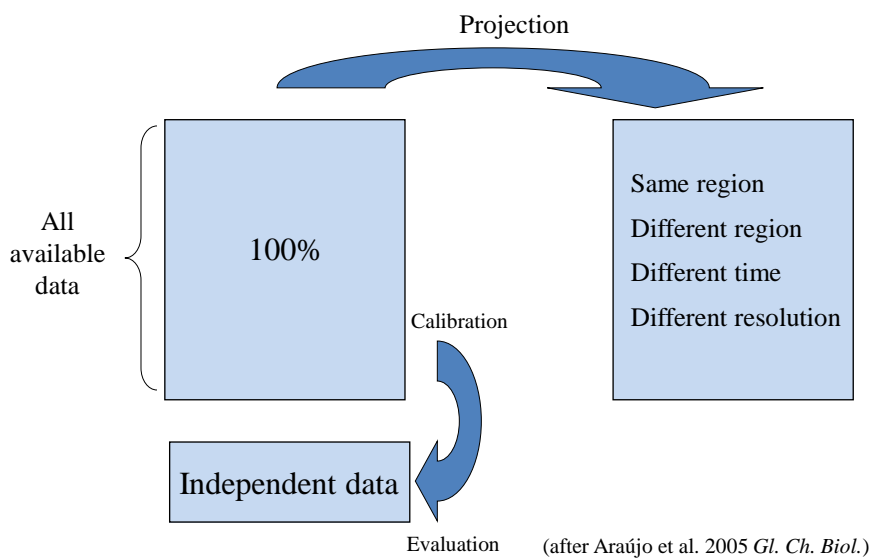 Projection
All
available
data
100%
Same region
Different region
Different time
Different resolution
Calibration
Independent data
Evaluation
(after Araújo et al. 2005 Gl. Ch. Biol.)